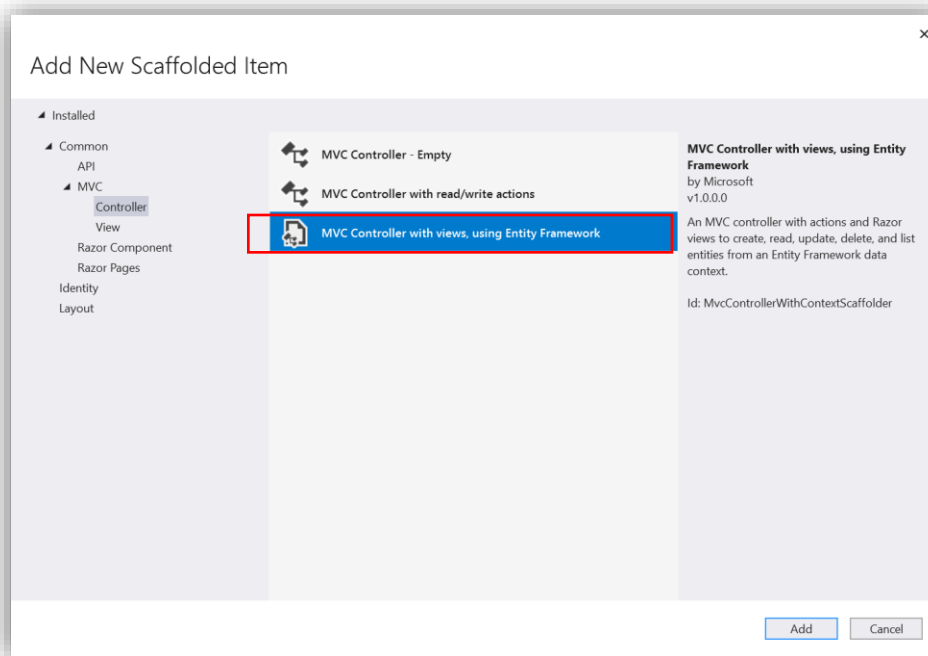 Add New Scaffolded Item
Installed
Common
API
MVC
Controller
View
Razor Component
Razor Pages
Identity
Layout
MVC Controller - Empty
MVC Controller with read/write actions
MVC Controller with views, using Entity Framework
MVC Controller with views, using Entity
Framework
by Microsoft
v1.0.0.0
An MVC controller with actions and Razor
views to create, read, update, delete, and list
entities from an Entity Framework data
context.
Id: MvcControllerWithContextScaffolder
Add
Cancel